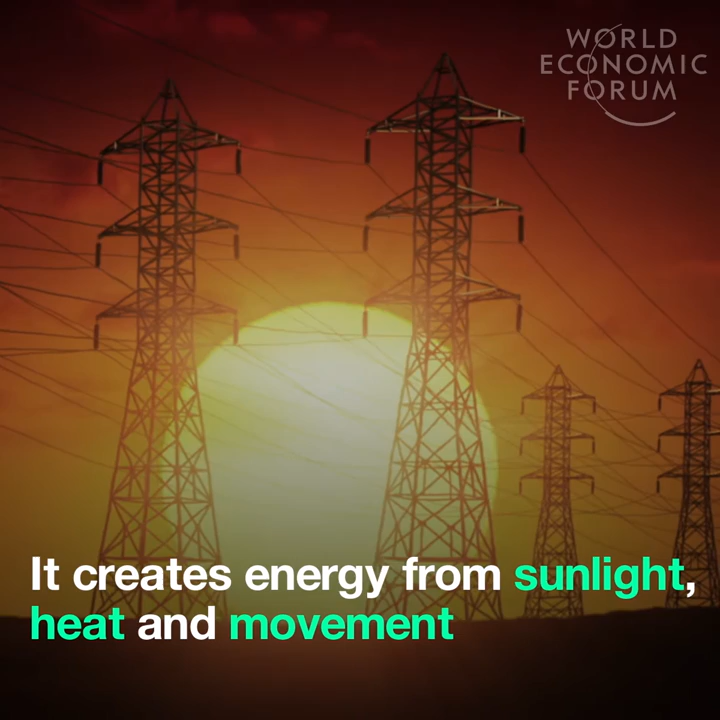 WORLD
ECONOMIC
FORUM
It creates energy from sunlight,
heat and movement